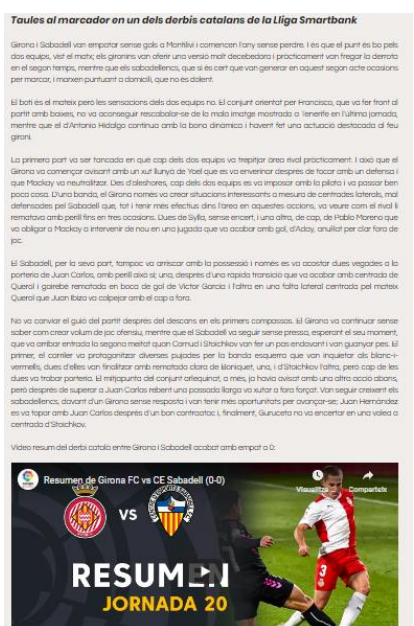 Taules al marcador en un dels derbis catalans de la Lliga Smartbank
Girona i Sabadell van empatar sense gols a Montilivi i comencen l'any sense perdre. I és que el punt és bo pels
dos equips, vist el matx; els gironins van oferir una versió molt decebedora i pràcticament van fregar la derrota
en el segon temps, mentre que els sabadellencs, que si és cert que van generar en aquest segon acte ocasions
per marcar, i marxen puntuant a domicili, que no és dolent.
El botí és el mateix però les sensacions dels dos equips no. El conjunt orientat per Francisco, que va fer front al
partit amb baixes, no va aconseguir rescabalar-se de la mala imatge mostrada a Tenerife en l'última jornada,
mentre que el d'Antonio Hidalgo continua amb la bona dinàmica i havent fet una actuació destacada al feu
gironí.
La primera part va ser tancada en què cap dels dos equips va trepitjar àrea rival pràcticament. I això que el
Girona va començar avisant amb un xut llunyà de Yoel que es va enverinar després de tocar amb un defensa i
que Mackay va neutralitzar. Des d'aleshores, cap dels dos equips es va imposar amb la pilota i va passar ben
poca cosa. D'una banda, el Girona només va crear situacions interessants a mesura de centrades laterals, mal
defensades pel Sabadell que, tot i tenir més efectius dins l'àrea en aquestes accions, va veure com el rival li
rematava amb perill fins en tres ocasions. Dues de Sylla, sense encert, i una altra, de cap, de Pablo Moreno que
va obligar a Mackay a intervenir de nou en una jugada que va acabar amb gol, d'Aday, anul·lat per clar fora de
joc.
El Sabadell, per la seva part, tampoc va arriscar amb la possessió i només es va acostar dues vegades a la
porteria de Juan Carlos, amb perill això sí; una, després d'una ràpida transició que va acabar amb centrada de
Querol i gairebé rematada en boca de gol de Víctor García i l'altra en una falta lateral centrada pel mateix
Querol que Juan Ibiza va colpejar amb el cap a fora.
No va canviar el guió del partit després del descans en els primers compassos. El Girona va continuar sense
saber com crear volum de joc ofensiu, mentre que el Sabadell va seguir sense pressa, esperant el seu moment,
que va arribar entrada la segona meitat quan Cornud i Stoichkov van fer un pas endavant i van guanyar pes. El
primer, el carriler va protagonitzar diverses pujades per la banda esquerra que van inquietar als blanc-i-
vermells, dues d'elles van finalitzar amb rematada clara de l'eloniquet, una, i d'Stoichkov l'altra, però cap de les
dues va trobar porteria. El mitjapunta del conjunt arlequinat, a més, ja havia avisat amb una altra acció abans,
però després de superar a Juan Carlos rebent una passada llarga va xutar a fora forçat. Van seguir creixent els
sabadellencs, davant d'un Girona sense resposta i van tenir més oportunitats per avançar-se; Juan Hernández
es va topar amb Juan Carlos després d'un bon contraatac i, finalment, Guruceta no va encertar en una volea a
centrada d'Stoichkov.
Vídeo resum del derbi català entre Girona i Sabadell acabat amb empat a 0:
Resumen de Girona FC vs CE Sabadell (0-0)
Visualitza
Comparteix
VS
RESUMEN
JORNADA 20
3